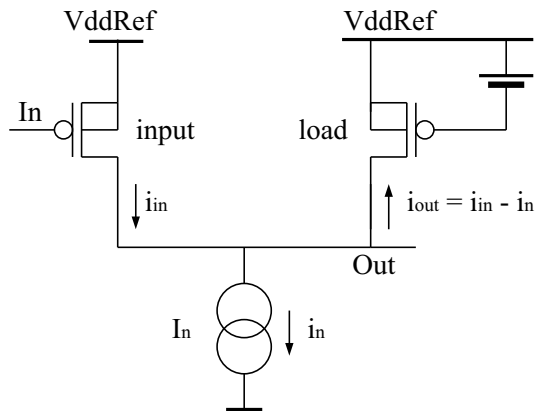 VddRef
VddRef
In
input
load
iin
iout = iin - in
Out
In
in